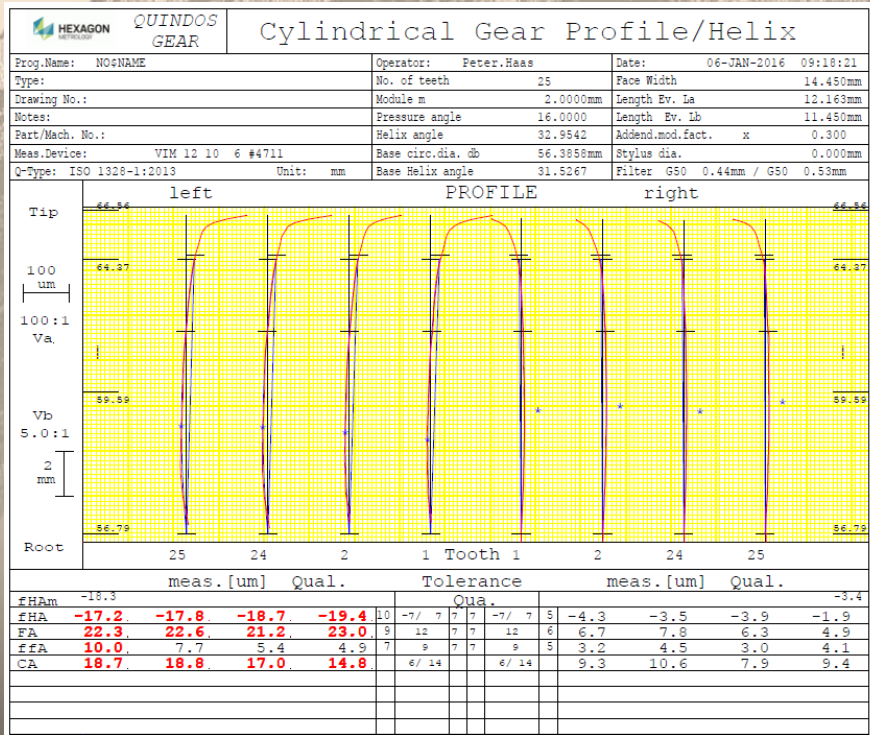 HEXAGON METROLOGY QUINDOS GEAR Cylindrical Gear Profile/Helix
Prog.Name: NO$NAME Operator: Peter.Haas Date: 06-JAN-2016 09:18:21
Type: No. of teeth 25 Face Width 14.450mm
Drawing No.: Module m 2.0000mm Length Ev. La 12.163mm
Notes: Pressure angle 16.0000 Length Ev. Lb 11.450mm
Part/Mach. No.: Helix angle 32.9542 Addend.mod.fact. x 0.300
Meas.Device: VIM 12 10 6 #4711 Base circ.dia. db 56.3858mm Stylus dia. 0.000mm
Q-Type: ISO 1328-1:2013 Unit: mm Base Helix angle 31.5267 Filter G50 0.44mm / G50 0.53mm
left PROFILE right
66.56 66.56
Tip
64.37 64.37
100
um
100:1
Va.
59.59 59.59
Vb
5.0:1
2
mm
56.79 56.79
Root
25 24 2 1 Tooth 1 2 24 25
meas.[um] Qual. Tolerance meas.[um] Qual.
fHAm -18.3 Qua. -3.4
fHA -17.2 -17.8 -18.7 -19.4 10 -7/ 7 7 7 -7/ 7 5 -4.3 -3.5 -3.9 -1.9
FA 22.3 22.6 21.2 23.0 9 12 7 7 12 6 6.7 7.8 6.3 4.9
ffA 10.0 7.7 5.4 4.9 7 9 7 7 9 5 3.2 4.5 3.0 4.1
CA 18.7 18.8 17.0 14.8 6/ 14 6/ 14 9.3 10.6 7.9 9.4